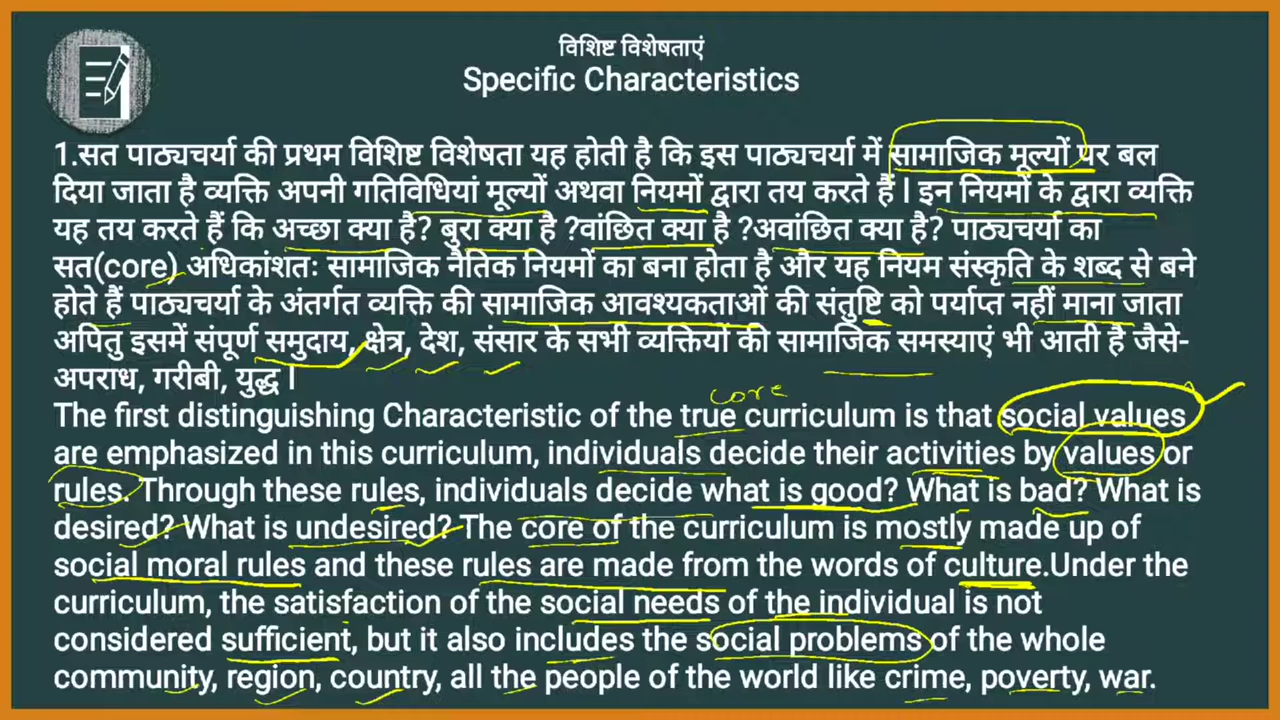 विशिष्ट विशेषताएं
Specific Characteristics
1.सत पाठ्यचर्या की प्रथम विशिष्ट विशेषता यह होती है कि इस पाठ्यचर्या में सामाजिक मूल्यों पर बल
दिया जाता है व्यक्ति अपनी गतिविधियां मूल्यों अथवा नियमों द्वारा तय करते हैं l इन नियमों के द्वारा व्यक्ति
यह तय करते हैं कि अच्छा क्या है? बुरा क्या है ?वांछित क्या है ?अवांछित क्या है? पाठ्यचर्या का
सत(core) अधिकांशतः सामाजिक नैतिक नियमों का बना होता है और यह नियम संस्कृति के शब्द से बने
होते हैं पाठ्यचर्या के अंतर्गत व्यक्ति की सामाजिक आवश्यकताओं की संतुष्टि को पर्याप्त नहीं माना जाता
अपितु इसमें संपूर्ण समुदाय, क्षेत्र, देश, संसार के सभी व्यक्तियों की सामाजिक समस्याएं भी आती है जैसे-
अपराध, गरीबी, युद्ध l
core
The first distinguishing Characteristic of the true curriculum is that social values
are emphasized in this curriculum, individuals decide their activities by values or
rules. Through these rules, individuals decide what is good? What is bad? What is
desired? What is undesired? The core of the curriculum is mostly made up of
social moral rules and these rules are made from the words of culture.Under the
curriculum, the satisfaction of the social needs of the individual is not
considered sufficient, but it also includes the social problems of the whole
community, region, country, all the people of the world like crime, poverty, war.